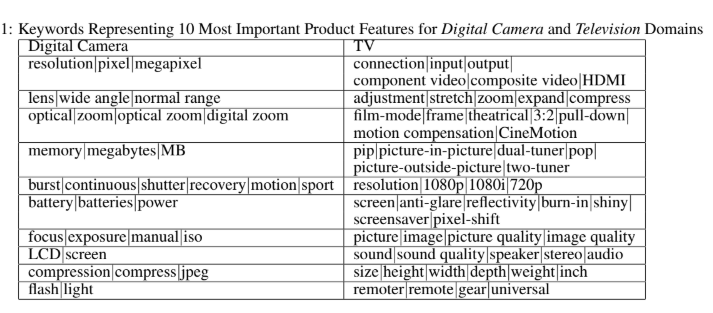 1: Keywords Representing 10 Most Important Product Features for Digital Camera and Television Domains
Digital Camera TV
resolution|pixel|megapixel connection|input|output|
component video|composite video|HDMI
lens|wide angle|normal range adjustment|stretch|zoom|expand|compress
optical|zoom|optical zoom|digital zoom film-mode|frame|theatrical|3:2|pull-down|
motion compensation|CineMotion
memory|megabytes|MB pip|picture-in-picture|dual-tuner|pop|
picture-outside-picture|two-tuner
burst|continuous|shutter|recovery|motion|sport resolution|1080p|1080i|720p
battery|batteries|power screen|anti-glare|reflectivity|burn-in|shiny|
screensaver|pixel-shift
focus|exposure|manual|iso picture|image|picture quality|image quality
LCD|screen sound|sound quality|speaker|stereo|audio
compression|compress|jpeg size|height|width|depth|weight|inch
flash|light remoter|remote|gear|universal